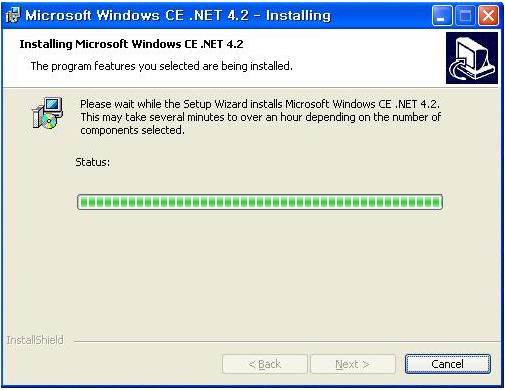 Microsoft Windows CE .NET 4.2 - Installing
Installing Microsoft Windows CE .NET 4.2
The program features you selected are being installed.
Please wait while the Setup Wizard installs Microsoft Windows CE .NET 4.2.
This may take several minutes to over an hour depending on the number of
components selected.
Status:
InstallShield
< Back
Next >
Cancel